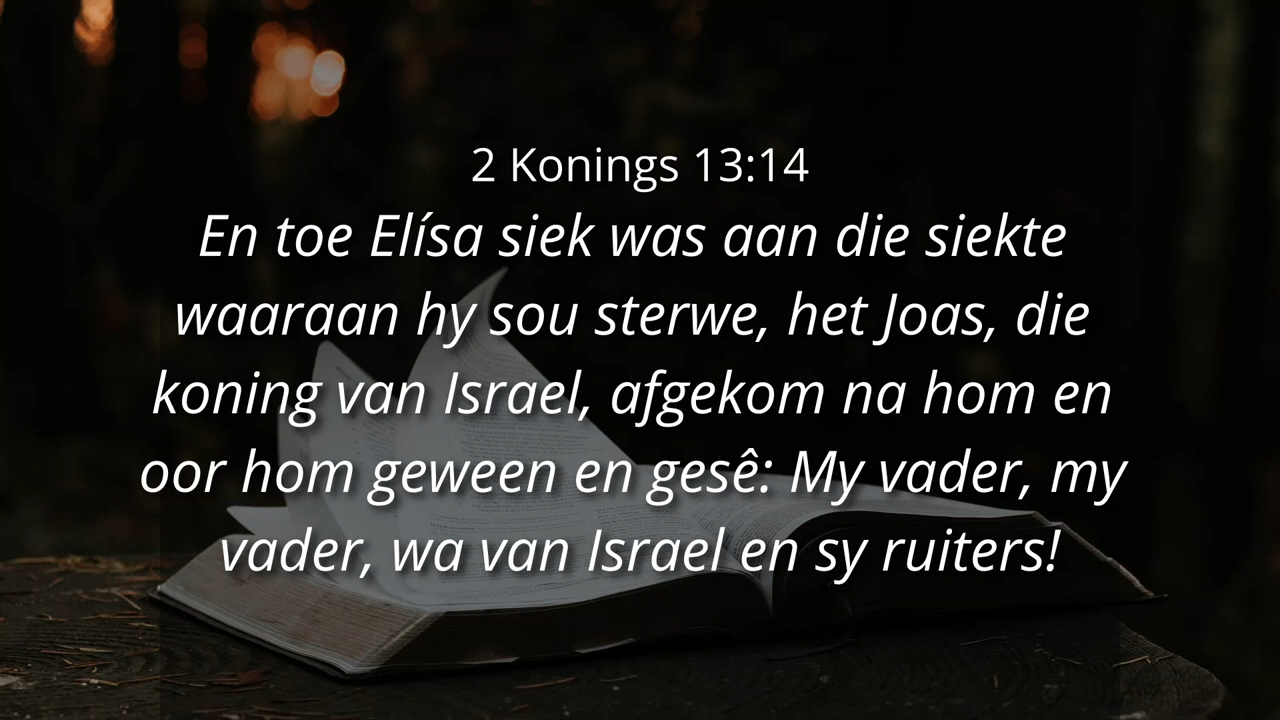 2 Konings 13:14
En toe Elísa siek was aan die siekte
waaraan hy sou sterwe, het Joas, die
koning van Israel, afgekom na hom en
oor hom geween en gesê: My vader, my
vader, wa van Israel en sy ruiters!